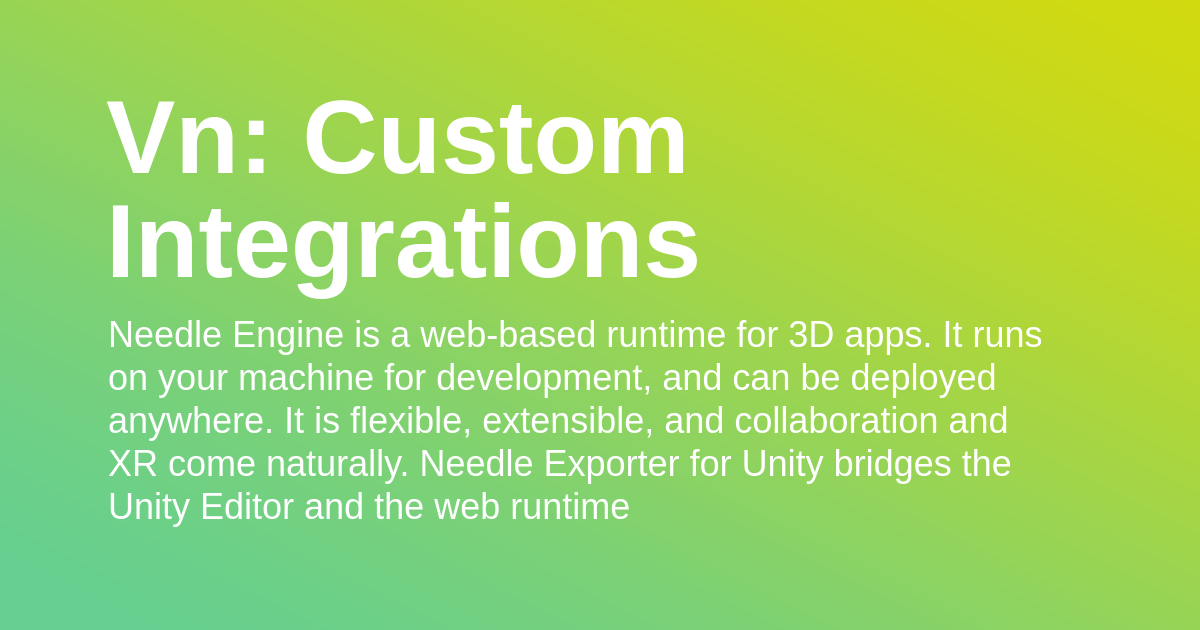 Vn: Custom
Integrations
Needle Engine is a web-based runtime for 3D apps. It runs
on your machine for development, and can be deployed
anywhere. It is flexible, extensible, and collaboration and
XR come naturally. Needle Exporter for Unity bridges the
Unity Editor and the web runtime